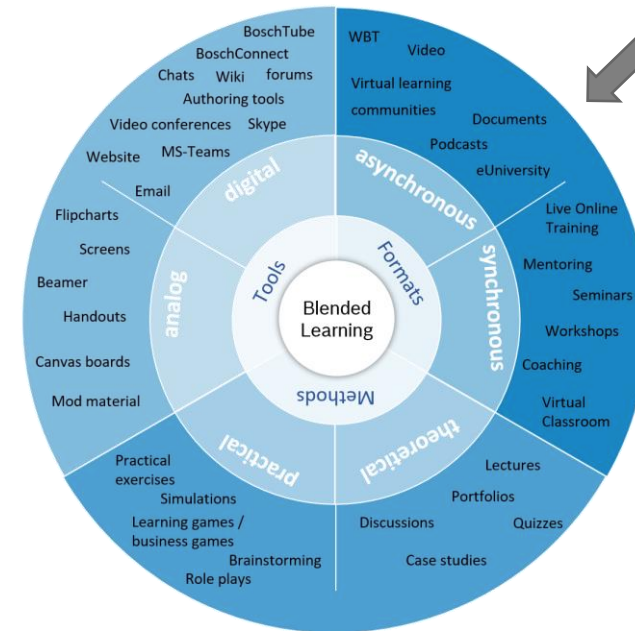 BoschTube
BoschConnect
Chats
Wiki
forums
Authoring tools
Video conferences
Skype
Website
MS-Teams
Email
digital
Flipcharts
Screens
Beamer
Handouts
Canvas boards
Mod material
analog
Tools
WBT
Video
Virtual learning
communities
Documents
Podcasts
eUniversity
asynchronous
Formats
Live Online
Training
Mentoring
Seminars
Workshops
Coaching
Virtual
Classroom
synchronous
Blended
Learning
Methods
practical
Practical
exercises
Simulations
Learning games /
business games
Brainstorming
Role plays
theoretical
Lectures
Portfolios
Discussions
Quizzes
Case studies